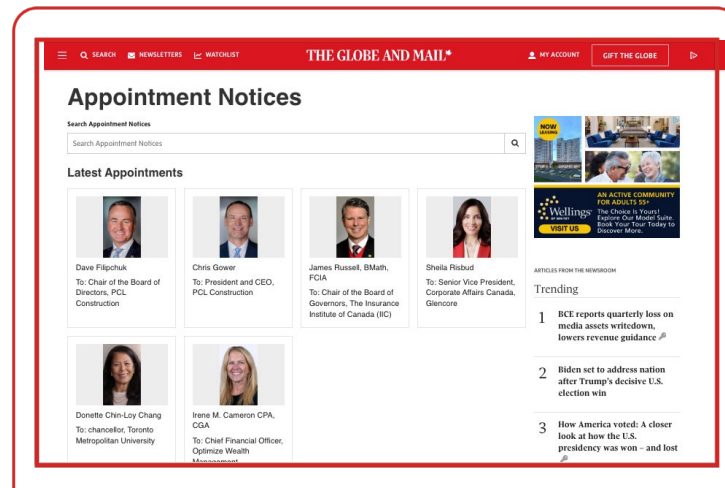 SEARCH NEWSLETTERS WATCHLIST THE GLOBE AND MAIL MY ACCOUNT GIFT THE GLOBE
Appointment Notices
Search Appointment Notices
Search Appointment Notices
Latest Appointments
Dave Filipchuk
To: Chair of the Board of
Directors, PCL
Construction
Chris Gower
To: President and CEO,
PCL Construction
James Russell, BMath,
FCIA
To: Chair of the Board of
Governors, The Insurance
Institute of Canada (IIC)
Sheila Risbud
To: Senior Vice President,
Corporate Affairs Canada,
Glencore
Donette Chin-Loy Chang
To: chancellor, Toronto
Metropolitan University
Irene M. Cameron CPA,
CGA
To: Chief Financial Officer,
Optimize Wealth
Management
NOW
LEASING
Wellings
VISIT US
AN ACTIVE COMMUNITY
FOR ADULTS 55+
The Choice Is Yours!
Explore Our Model Suite.
Book Your Tour Today to
Discover More.
ARTICLES FROM THE NEWSROOM
Trending
1 BCE reports quarterly loss on
media assets writedown,
lowers revenue guidance
2 Biden set to address nation
after Trump's decisive U.S.
election win
3 How America voted: A closer
look at how the U.S.
presidency was won – and lost